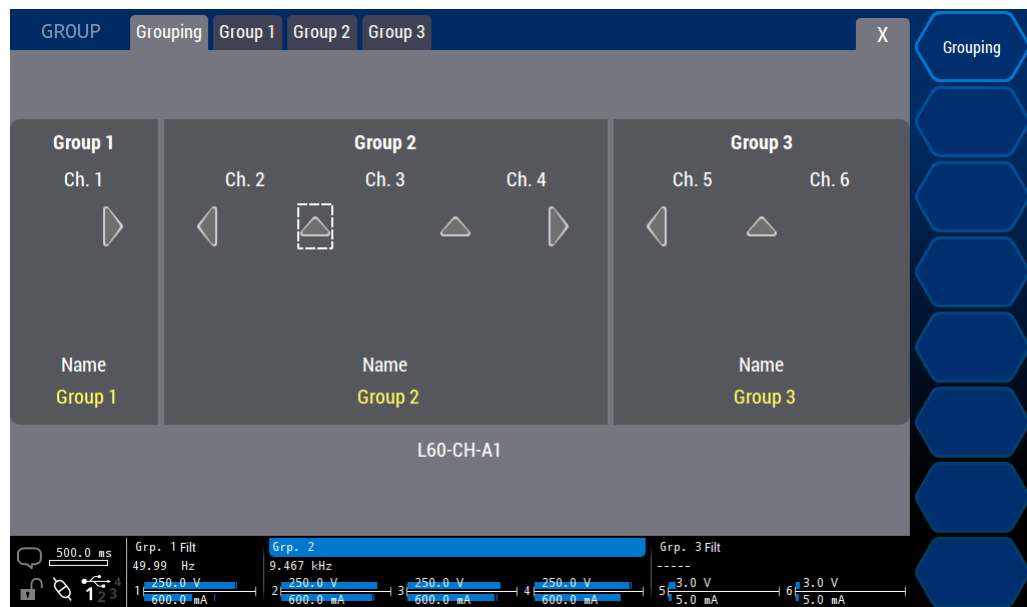 GROUP Grouping Group 1 Group 2 Group 3 X
Grouping
Group 1 Group 2 Group 3
Ch. 1 Ch. 2 Ch. 3 Ch. 4 Ch. 5 Ch. 6
Name Name Name
Group 1 Group 2 Group 3
L60-CH-A1
500.0 ms Grp. 1 Filt Grp. 2 Grp. 3 Filt
49.99 Hz 9.467 kHz -----
4
1 2 3
1 250.0 V 2 250.0 V 3 250.0 V 4 250.0 V 5 3.0 V 6 3.0 V
600.0 mA 600.0 mA 600.0 mA 600.0 mA 5.0 mA 5.0 mA